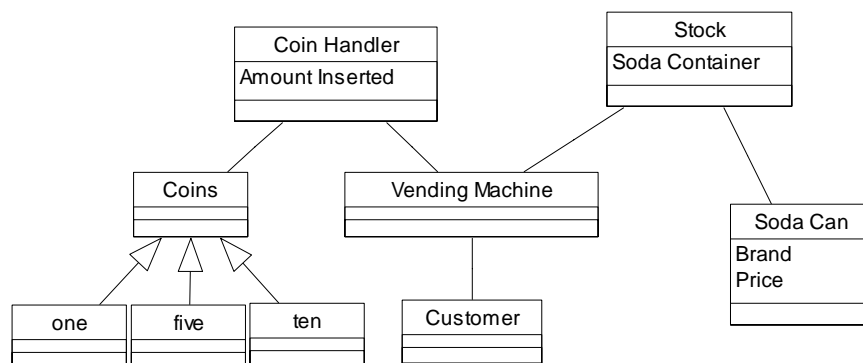 Coin Handler
Amount Inserted
Stock
Soda Container
Coins
Vending Machine
Soda Can
Brand
Price
one
five
ten
Customer